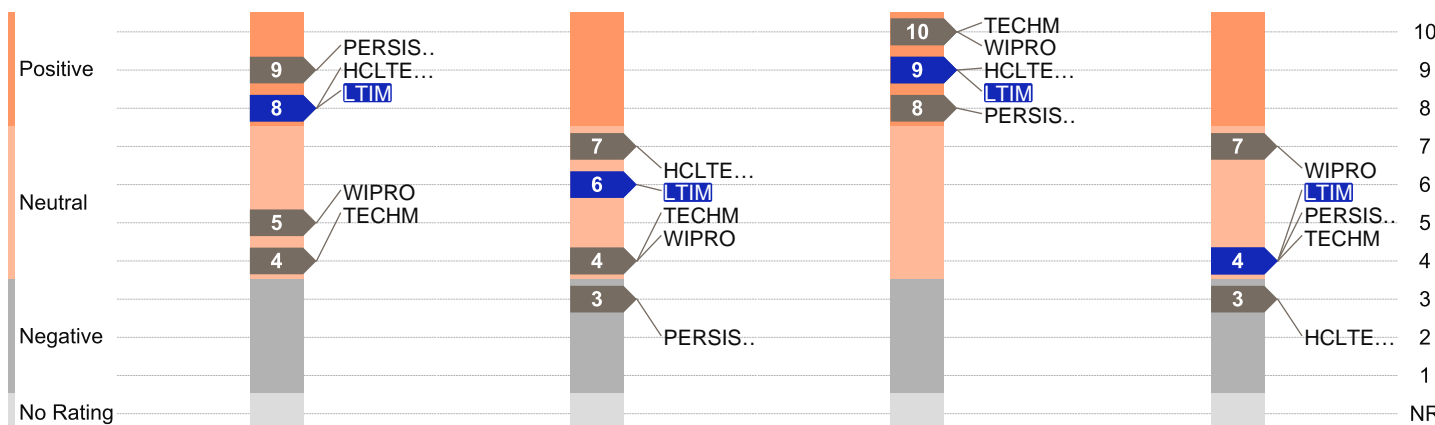 Positive
Neutral
Negative
No Rating
9
8
5
4
PERSIS..
HCLTE...
LTIM
WIPRO
TECHM
7
6
4
3
HCLTE...
LTIM
TECHM
WIPRO
PERSIS..
10
9
8
TECHM
WIPRO
HCLTE...
LTIM
PERSIS..
7
4
3
WIPRO
LTIM
PERSIS..
TECHM
HCLTE...
10
9
8
7
6
5
4
3
2
1
NR